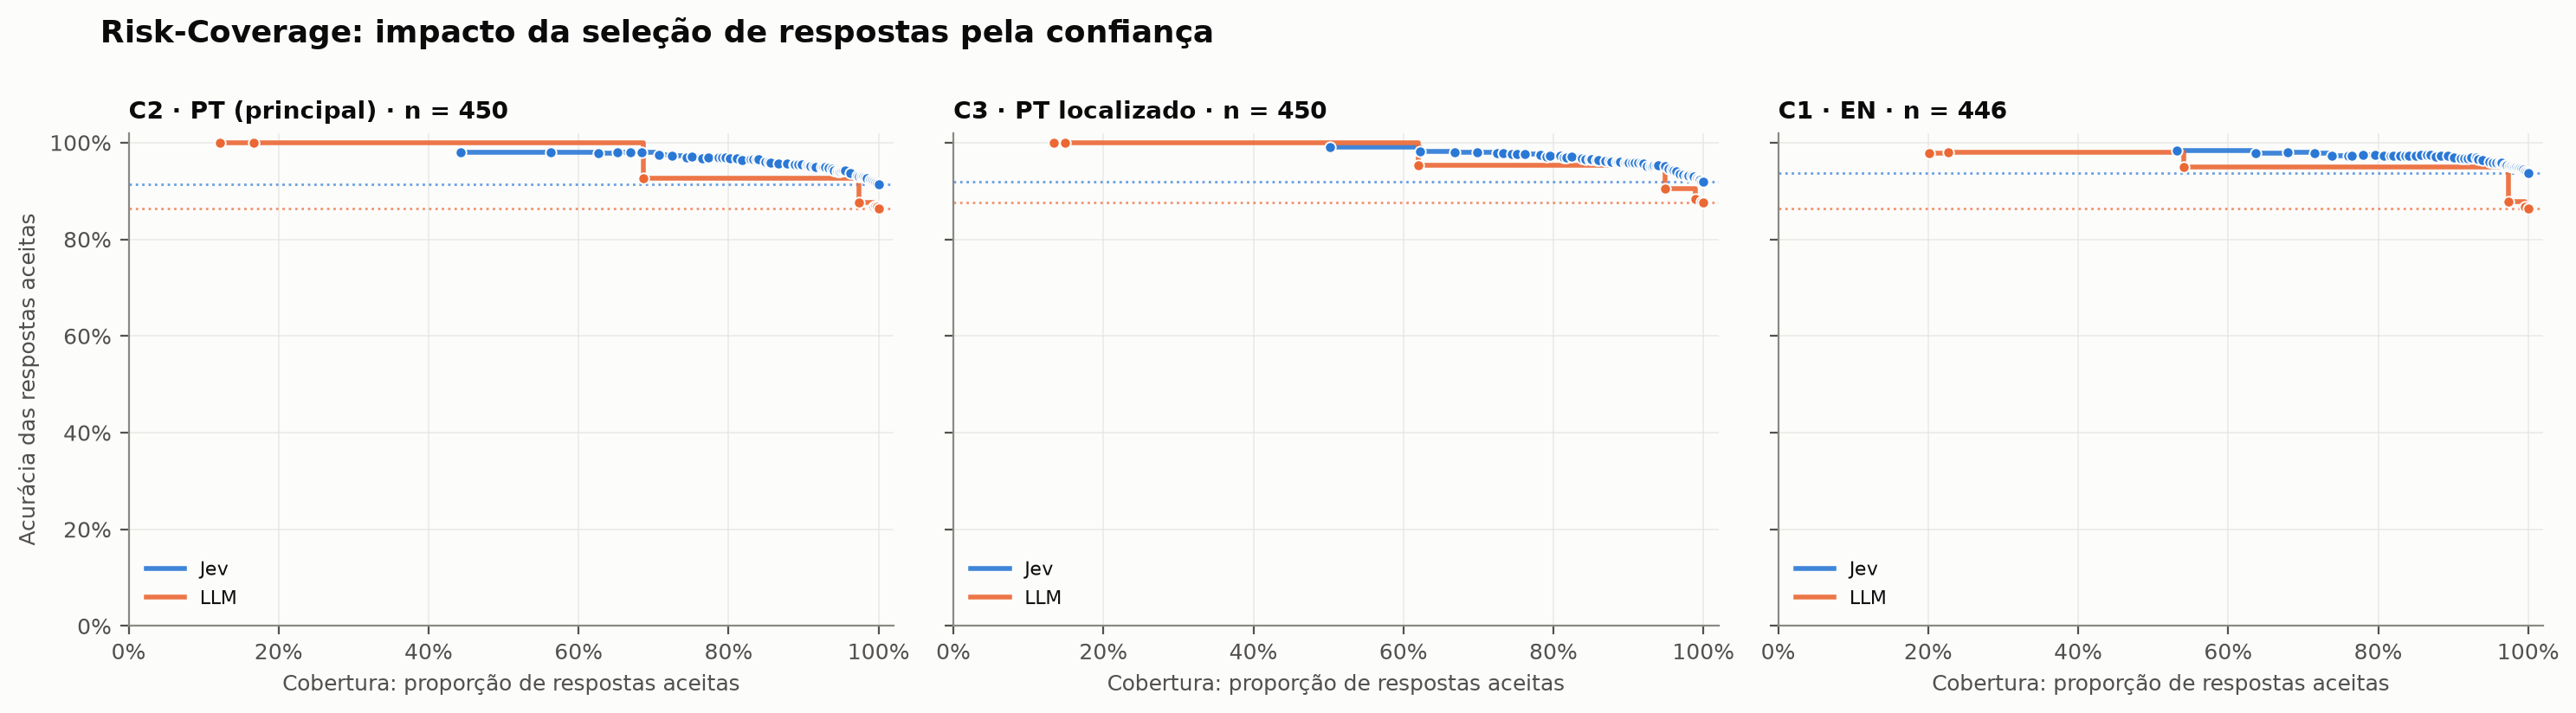 Risk-Coverage: impacto da seleção de respostas pela confiança
C2 · PT (principal) · n = 450
C3 · PT localizado · n = 450
C1 · EN · n = 446
Acurácia das respostas aceitas
100%
80%
60%
40%
20%
0%
Jev
LLM
Jev
LLM
Jev
LLM
0% 20% 40% 60% 80% 100%
0% 20% 40% 60% 80% 100%
0% 20% 40% 60% 80% 100%
Cobertura: proporção de respostas aceitas
Cobertura: proporção de respostas aceitas
Cobertura: proporção de respostas aceitas